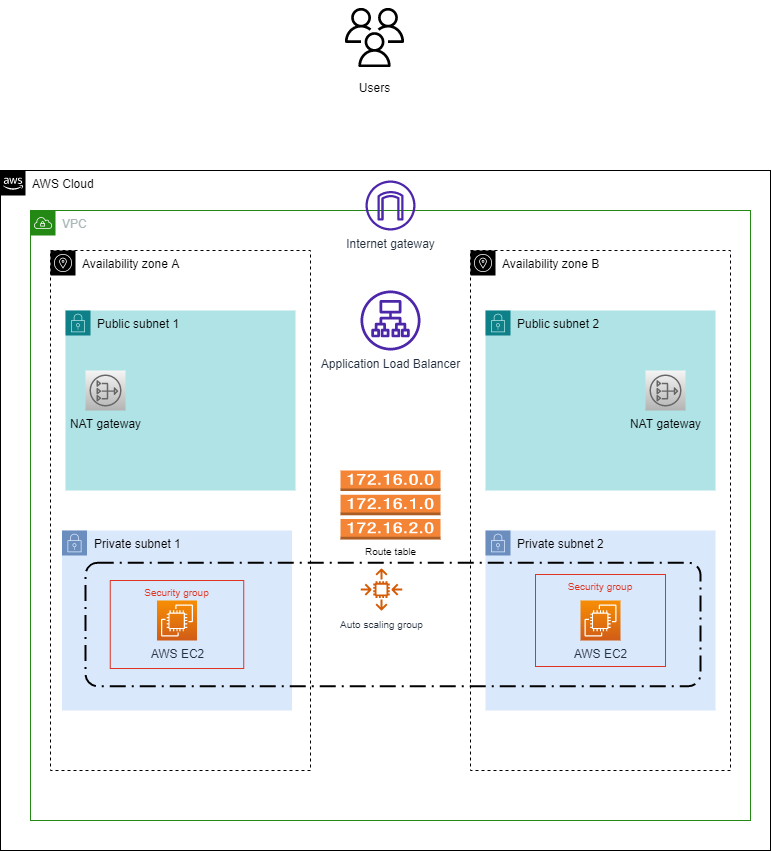 Users
aws
AWS Cloud
VPC
Internet gateway
Availability zone A
Availability zone B
Public subnet 1
Public subnet 2
Application Load Balancer
NAT gateway
NAT gateway
172.16.0.0
172.16.1.0
172.16.2.0
Route table
Private subnet 1
Private subnet 2
Security group
Security group
AWS EC2
AWS EC2
Auto scaling group